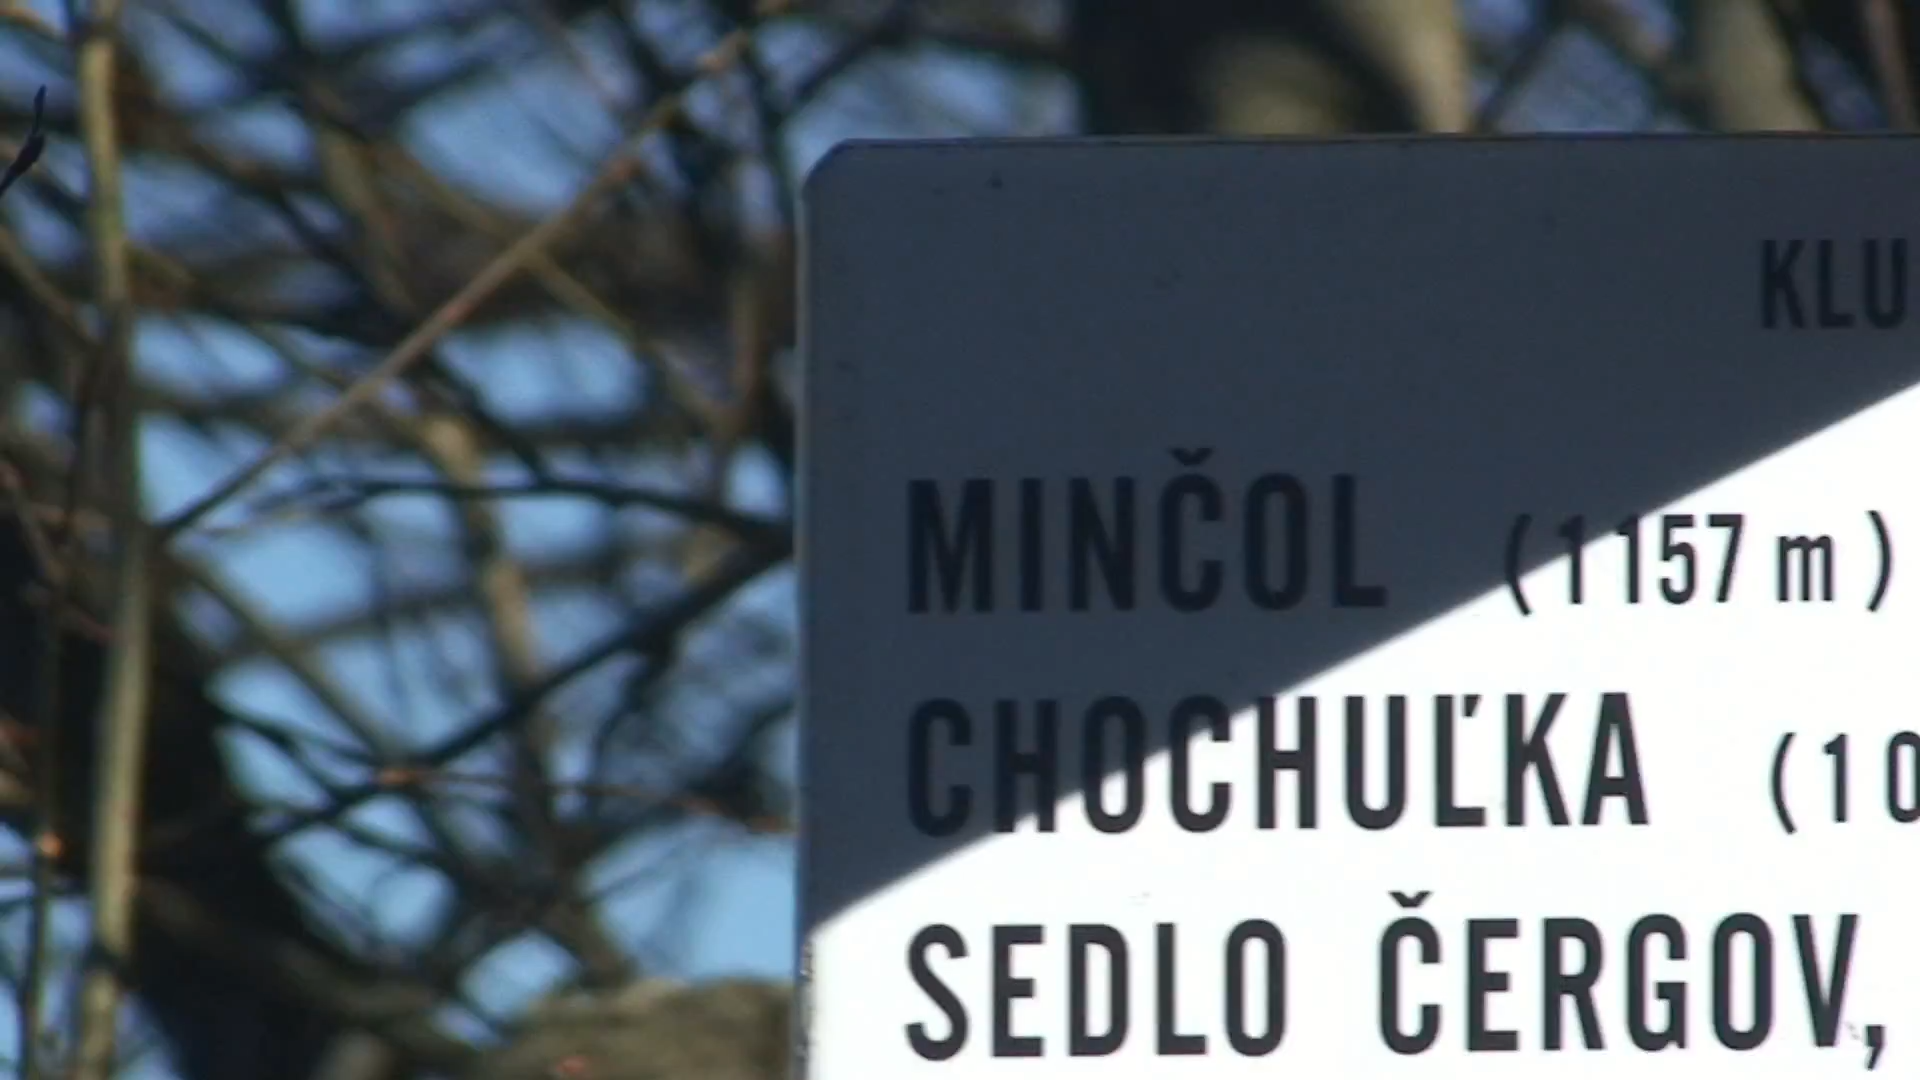 KLU
MINČOL (1157 m)
CHOCHUĽKA (10
SEDLO ČERGOV,